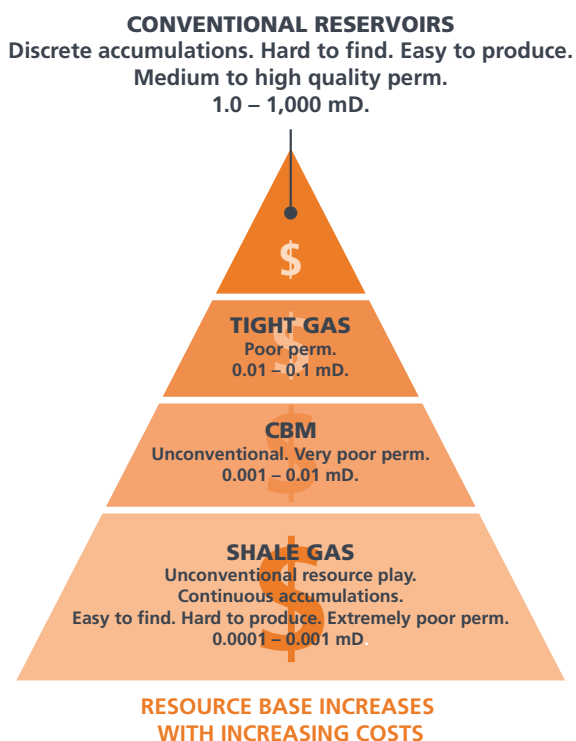 CONVENTIONAL RESERVOIRS
Discrete accumulations. Hard to find. Easy to produce.
Medium to high quality perm.
1.0 – 1,000 mD.
$
TIGHT GAS
$
Poor perm.
0.01 – 0.1 mD.
CBM
$
Unconventional. Very poor perm.
0.001 – 0.01 mD.
SHALE GAS
$
Unconventional resource play.
Continuous accumulations.
Easy to find. Hard to produce. Extremely poor perm.
0.0001 – 0.001 mD.
RESOURCE BASE INCREASES
WITH INCREASING COSTS